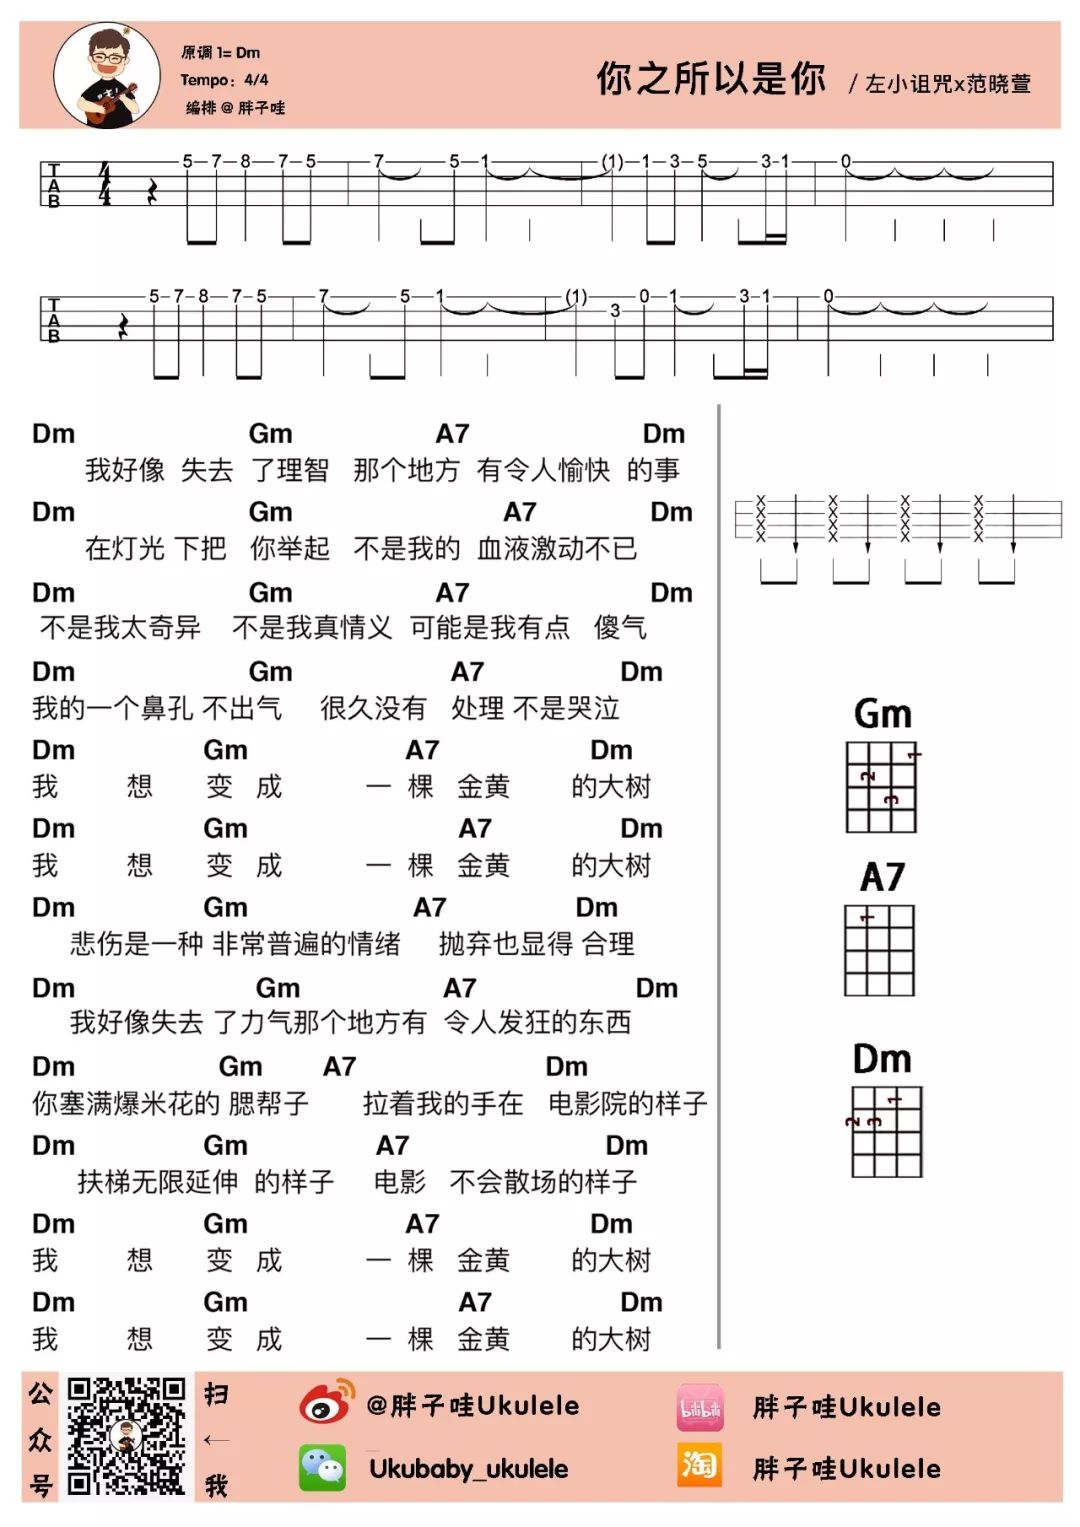 原调 1= Dm
Tempo：4/4
编排 @ 胖子哇
你之所以是你 / 左小诅咒x范晓萱
5 7 8 7 5 7 5 1 (1) 1 3 5 3 1 0
T
A
B
4
4
5 7 8 7 5 7 5 1 (1) 3 0 1 3 1 0
T
A
B
Dm Gm A7 Dm
我好像 失去 了理智 那个地方 有令人愉快 的事
Dm Gm A7 Dm
在灯光 下把 你举起 不是我的 血液激动不已
Dm Gm A7 Dm
不是我太奇异 不是我真情义 可能是我有点 傻气
Dm Gm A7 Dm
我的一个鼻孔 不出气 很久没有 处理 不是哭泣
Dm Gm A7 Dm
我 想 变 成 一 棵 金黄 的大树
Dm Gm A7 Dm
我 想 变 成 一 棵 金黄 的大树
Dm Gm A7 Dm
悲伤是一种 非常普遍的情绪 抛弃也显得 合理
Dm Gm A7 Dm
我好像失去 了力气那个地方有 令人发狂的东西
Dm Gm A7 Dm
你塞满爆米花的 腮帮子 拉着我的手在 电影院的样子
Dm Gm A7 Dm
扶梯无限延伸 的样子 电影 不会散场的样子
Dm Gm A7 Dm
我 想 变 成 一 棵 金黄 的大树
Dm Gm A7 Dm
我 想 变 成 一 棵 金黄 的大树
X X X X
X X X X
X X X X
X X X X
Gm
1
2
3
A7
1
Dm
1
2 3
公众号
扫←我
@胖子哇Ukulele
Ukubaby_ukulele
bilibili
胖子哇Ukulele
淘
胖子哇Ukulele